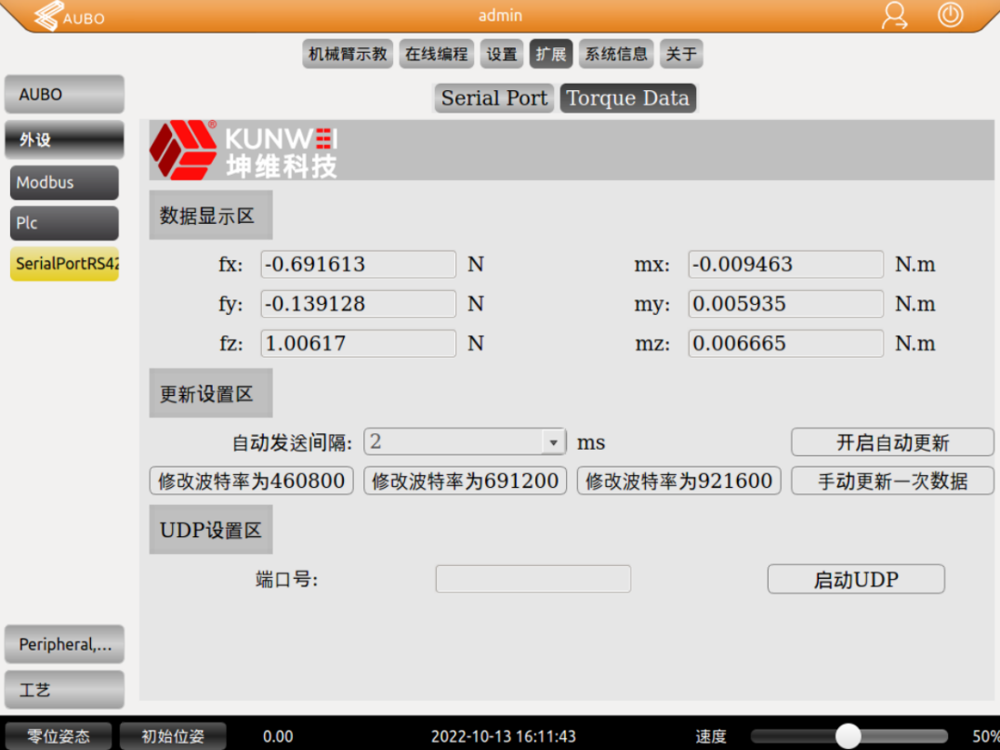 AUBO admin
机械臂示教 在线编程 设置 扩展 系统信息 关于
Serial Port Torque Data
AUBO
外设
Modbus
Plc
SerialPortRS42
KUNWEI®
坤维科技
数据显示区
fx: -0.691613 N mx: -0.009463 N.m
fy: -0.139128 N my: 0.005935 N.m
fz: 1.00617 N mz: 0.006665 N.m
更新设置区
自动发送间隔: 2 ms 开启自动更新
修改波特率为460800 修改波特率为691200 修改波特率为921600 手动更新一次数据
UDP设置区
端口号: 启动UDP
Peripheral,...
工艺
零位姿态 初始位姿 0.00 2022-10-13 16:11:43 速度 50%